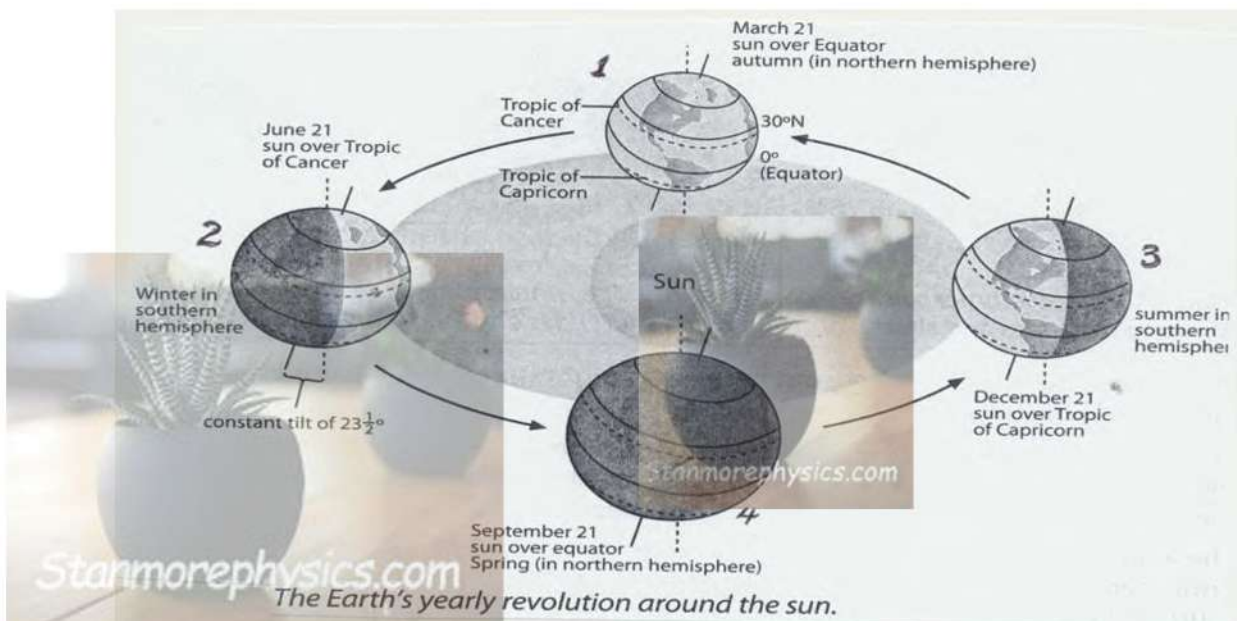 March 21
sun over Equator
autumn (in northern hemisphere)
1
Tropic of
Cancer
30ºN
0º
(Equator)
Tropic of
Capricorn
June 21
sun over Tropic
of Cancer
2
Winter in
southern
hemisphere
constant tilt of 23½º
Sun
3
summer in
southern
hemispher
December 21
sun over Tropic
of Capricorn
Stanmorephysics.com
4
September 21
sun over equator
Spring (in northern hemisphere)
Stanmorephysics.com
The Earth's yearly revolution around the sun.